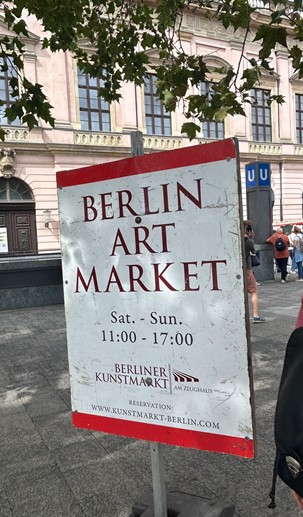 BERLIN
ART
MARKET
Sat. - Sun.
11:00 - 17:00
BERLINER
KUNSTMARKT
AM ZEUGHAUS
RESERVATION:
WWW.KUNSTMARKT-BERLIN.COM
U U